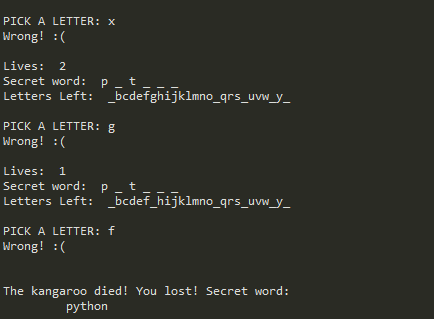 PICK A LETTER: x
Wrong! :(
Lives:  2
Secret word:  p _ t _ _ _
Letters Left:  _bcdefghijklmno_qrs_uvw_y_
PICK A LETTER: g
Wrong! :(
Lives:  1
Secret word:  p _ t _ _ _
Letters Left:  _bcdef_hijklmno_qrs_uvw_y_
PICK A LETTER: f
Wrong! :(
The kangaroo died! You lost! Secret word:
python